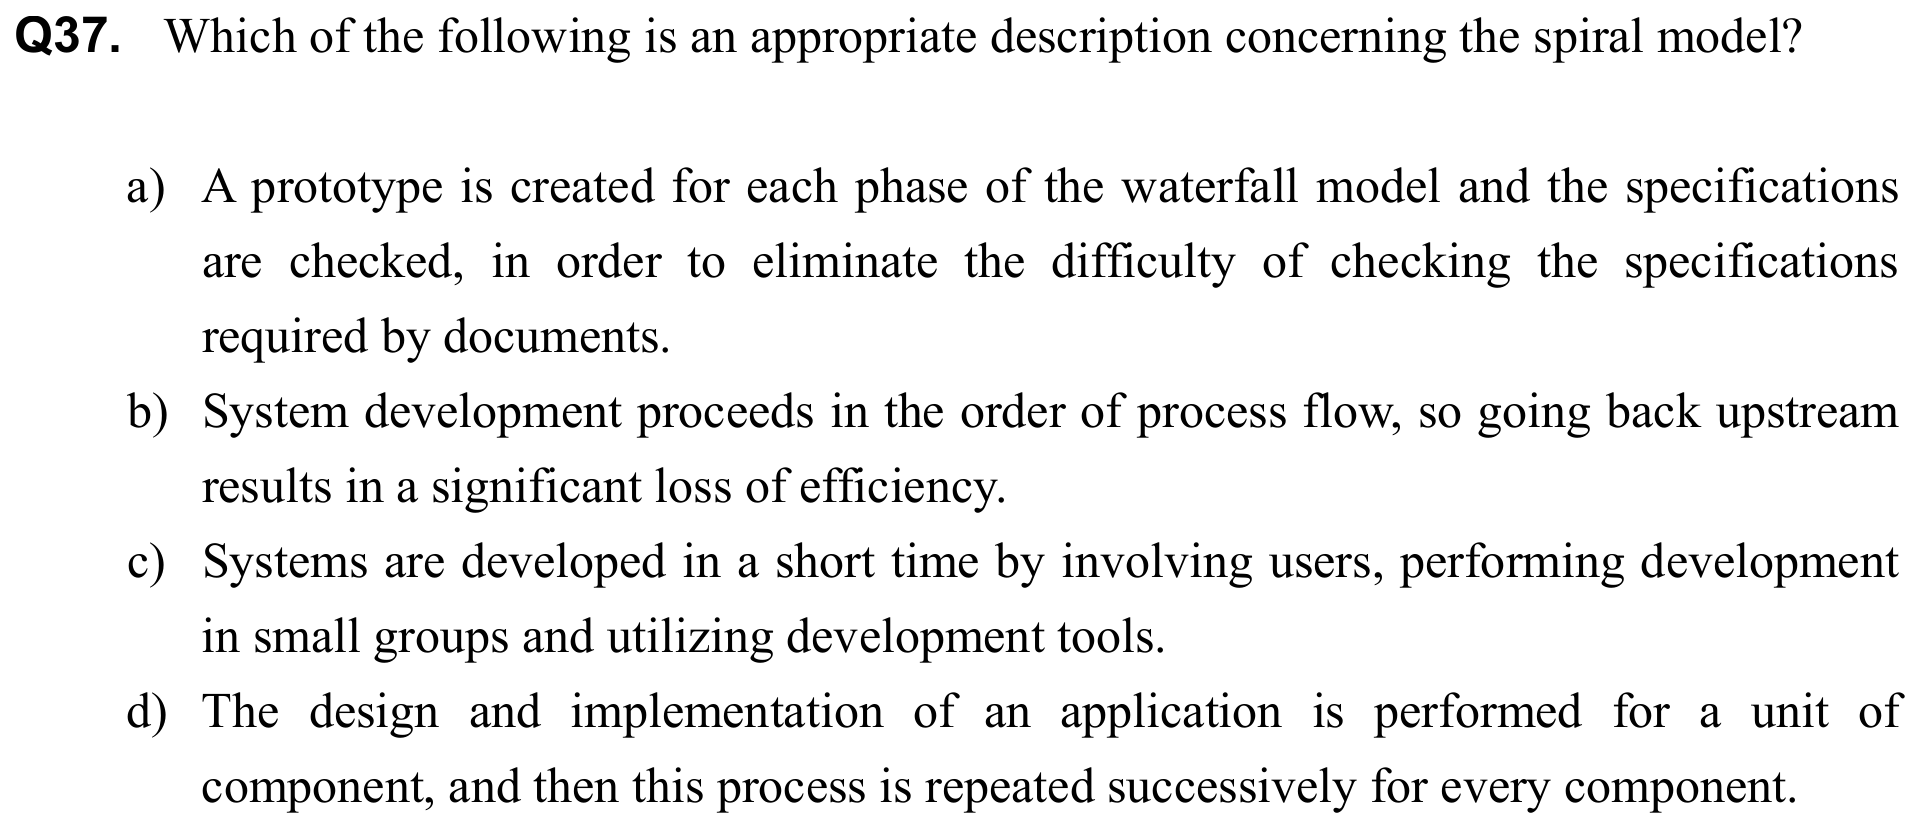 Q37. Which of the following is an appropriate description concerning the spiral model?
a) A prototype is created for each phase of the waterfall model and the specifications
are checked, in order to eliminate the difficulty of checking the specifications
required by documents.
b) System development proceeds in the order of process flow, so going back upstream
results in a significant loss of efficiency.
c) Systems are developed in a short time by involving users, performing development
in small groups and utilizing development tools.
d) The design and implementation of an application is performed for a unit of
component, and then this process is repeated successively for every component.